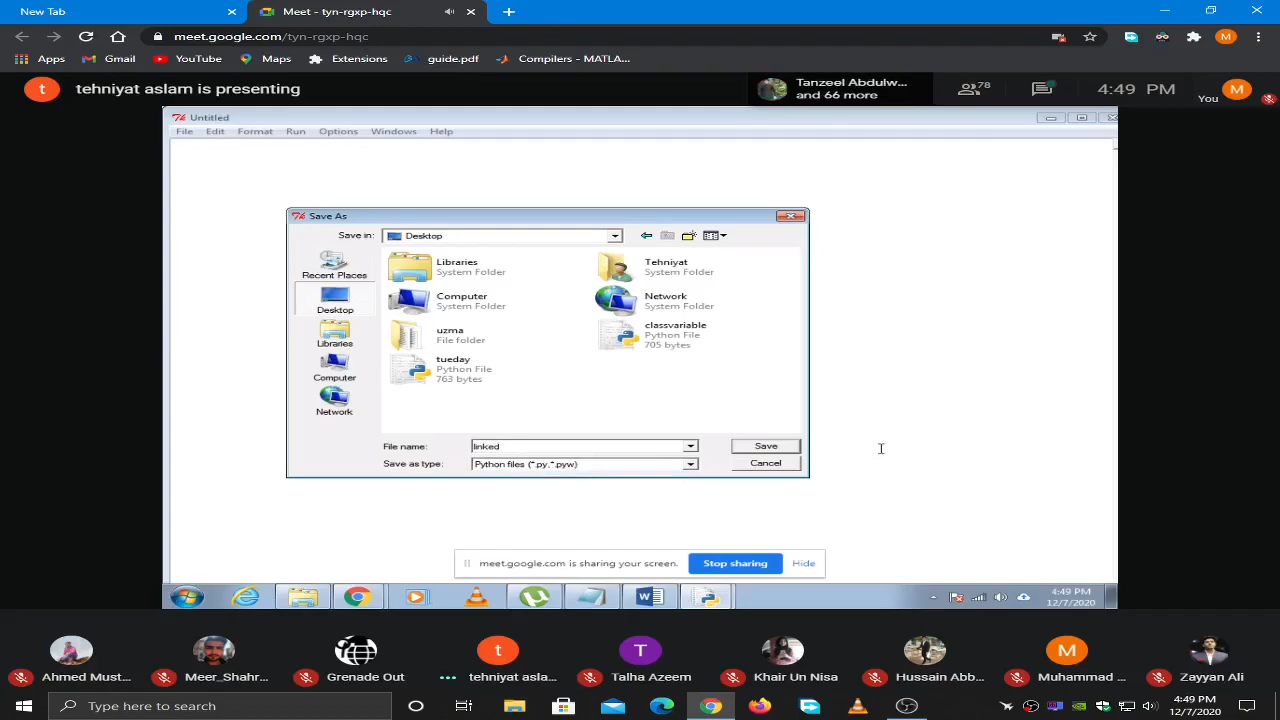 New Tab
Meet - tyn-rgxp-hqc
meet.google.com/tyn-rgxp-hqc
M
Apps
Gmail
YouTube
Maps
Extensions
guide.pdf
Compilers - MATLA...
t
tehniyat aslam is presenting
Tanzeel Abdulw...
and 66 more
78
4:49 PM
You
M
Untitled
File Edit Format Run Options Windows Help
Save As
Save in:
Desktop
Recent Places
Desktop
Libraries
Computer
Network
Libraries
System Folder
Tehniyat
System Folder
Computer
System Folder
Network
System Folder
uzma
File folder
classvariable
Python File
705 bytes
tueday
Python File
763 bytes
File name:
linked
Save
Save as type:
Python files (*.py,*.pyw)
Cancel
meet.google.com is sharing your screen.
Stop sharing
Hide
4:49 PM
12/7/2020
t
T
M
Ahmed Must...
Meer_Shahr...
Grenade Out
tehniyat asla...
Talha Azeem
Khair Un Nisa
Hussain Abb...
Muhammad ...
Zayyan Ali
Type here to search
4:49 PM
12/7/2020